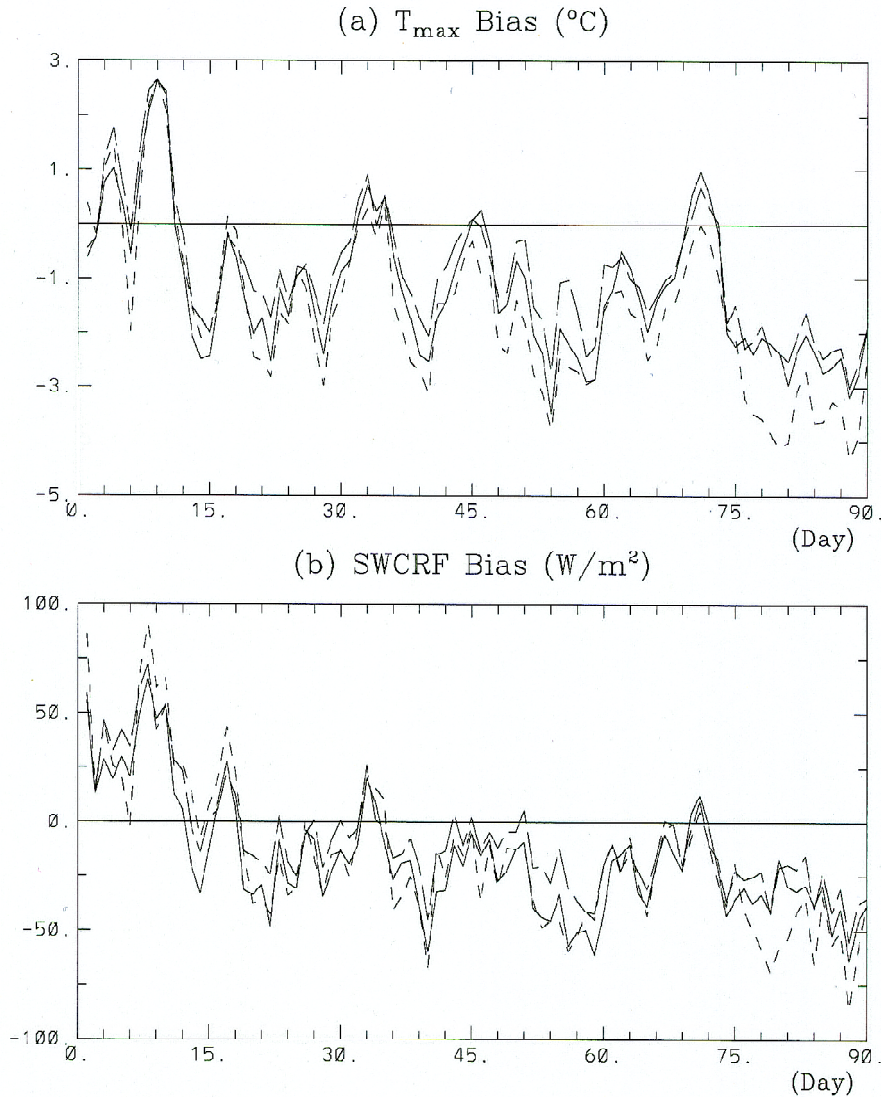 (a) Tmax Bias (°C)
3.
1.
-1.
-3.
-5.
0. 15. 30. 45. 60. 75. 90.
(Day)
(b) SWCRF Bias (W/m²)
100.
50.
0.
-50.
-100.
0. 15. 30. 45. 60. 75. 90.
(Day)